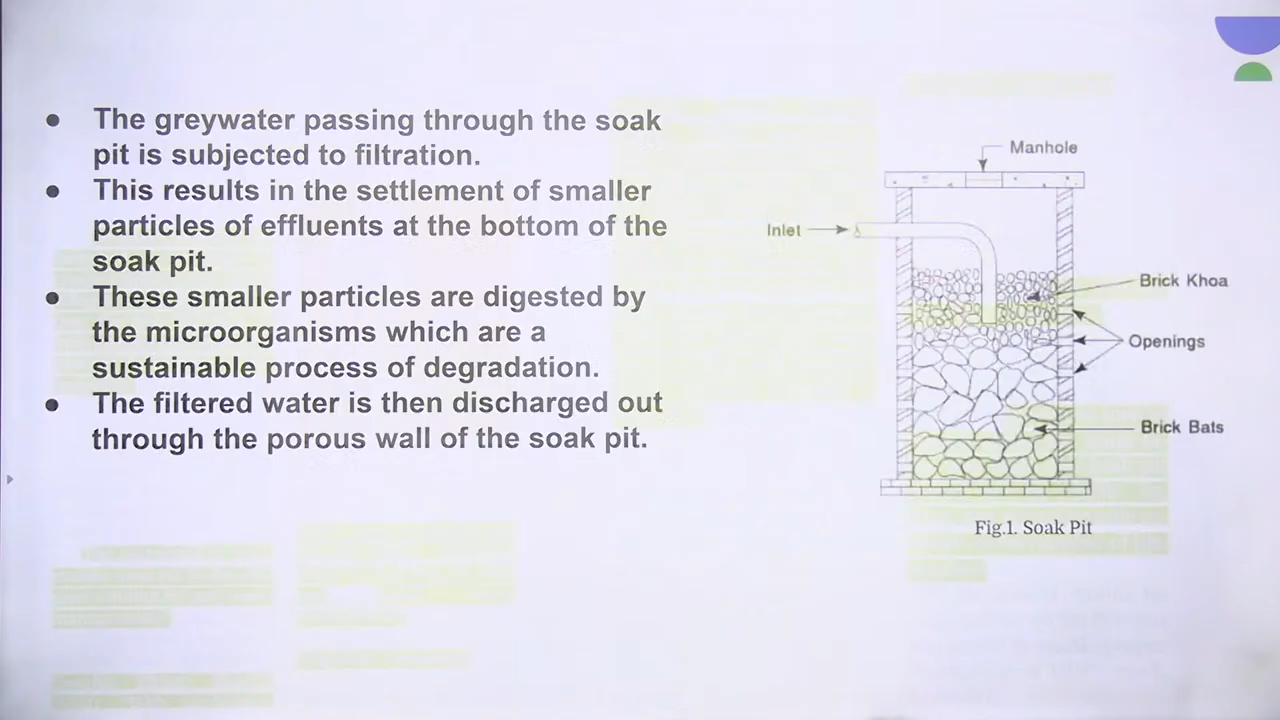 ● The greywater passing through the soak
pit is subjected to filtration.
● This results in the settlement of smaller
particles of effluents at the bottom of the
soak pit.
● These smaller particles are digested by
the microorganisms which are a
sustainable process of degradation.
● The filtered water is then discharged out
through the porous wall of the soak pit.
Manhole
Inlet
Brick Khoa
Openings
Brick Bats
Fig.1. Soak Pit